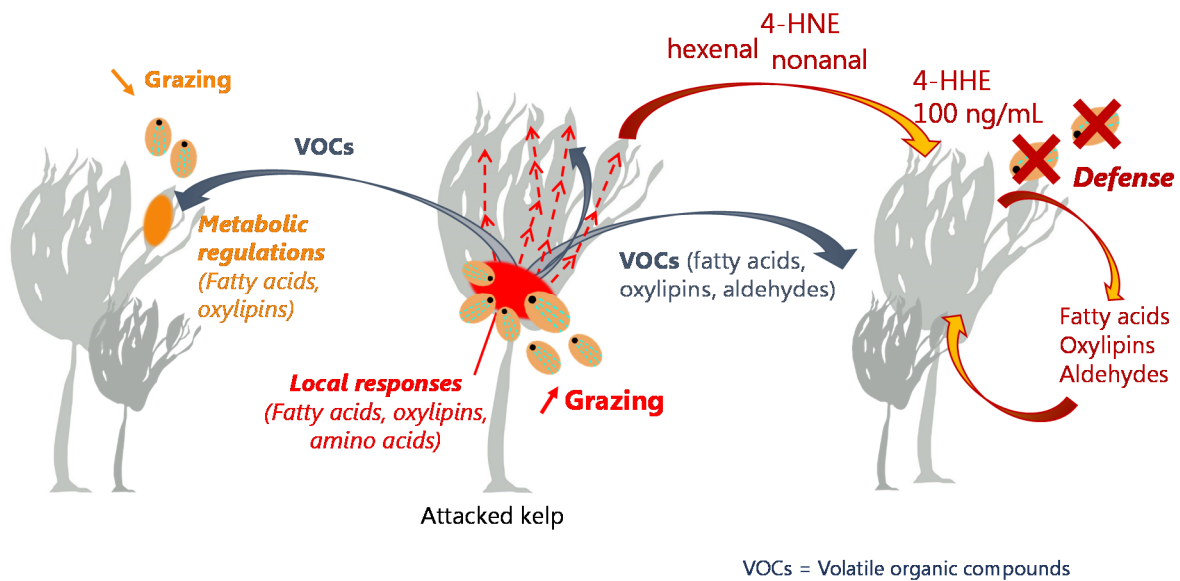 4-HNE
hexenal nonanal
4-HHE
100 ng/mL
Grazing
VOCs
Defense
Metabolic
regulations
(Fatty acids,
oxylipins)
VOCs (fatty acids,
oxylipins, aldehydes)
Fatty acids
Oxylipins
Aldehydes
Local responses
(Fatty acids, oxylipins,
amino acids)
Grazing
Attacked kelp
VOCs = Volatile organic compounds